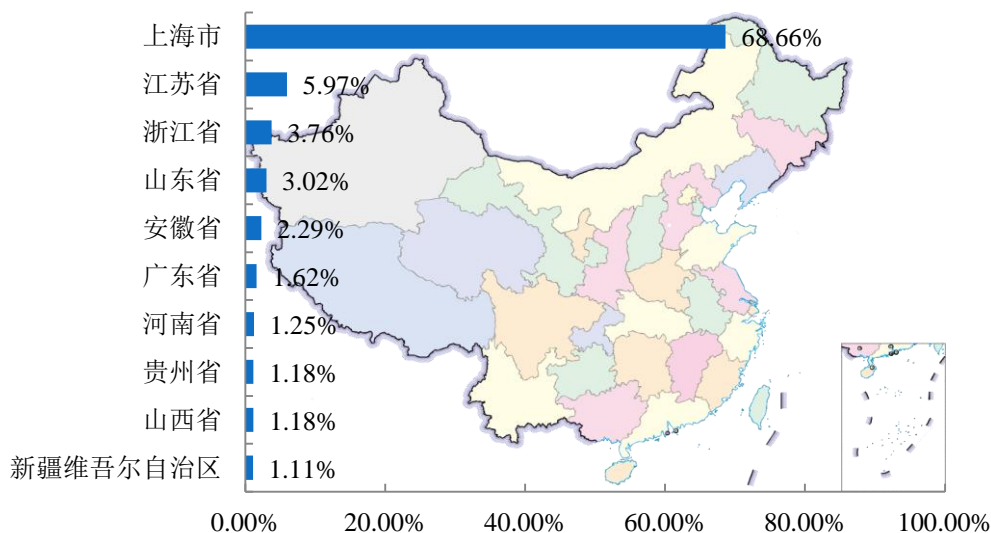 上海市 68.66%
江苏省 5.97%
浙江省 3.76%
山东省 3.02%
安徽省 2.29%
广东省 1.62%
河南省 1.25%
贵州省 1.18%
山西省 1.18%
新疆维吾尔自治区 1.11%
0.00% 20.00% 40.00% 60.00% 80.00% 100.00%